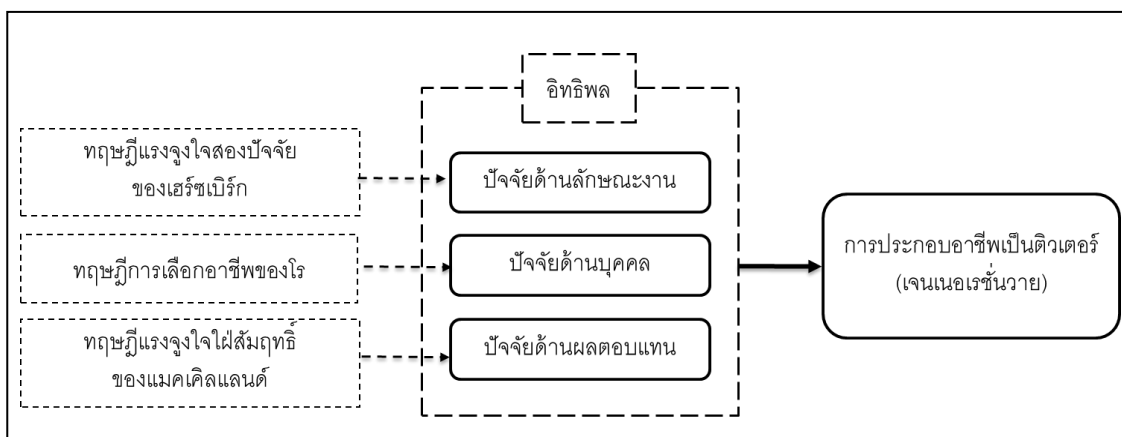 อิทธิพล
ทฤษฎีแรงจูงใจสองปัจจัย
ของเฮร์ซเบิร์ก
ปัจจัยด้านลักษณะงาน
ทฤษฎีการเลือกอาชีพของโร
ปัจจัยด้านบุคคล
การประกอบอาชีพเป็นติวเตอร์
(เจนเนอเรชั่นวาย)
ทฤษฎีแรงจูงใจใฝ่สัมฤทธิ์
ของแมคเคิลแลนด์
ปัจจัยด้านผลตอบแทน